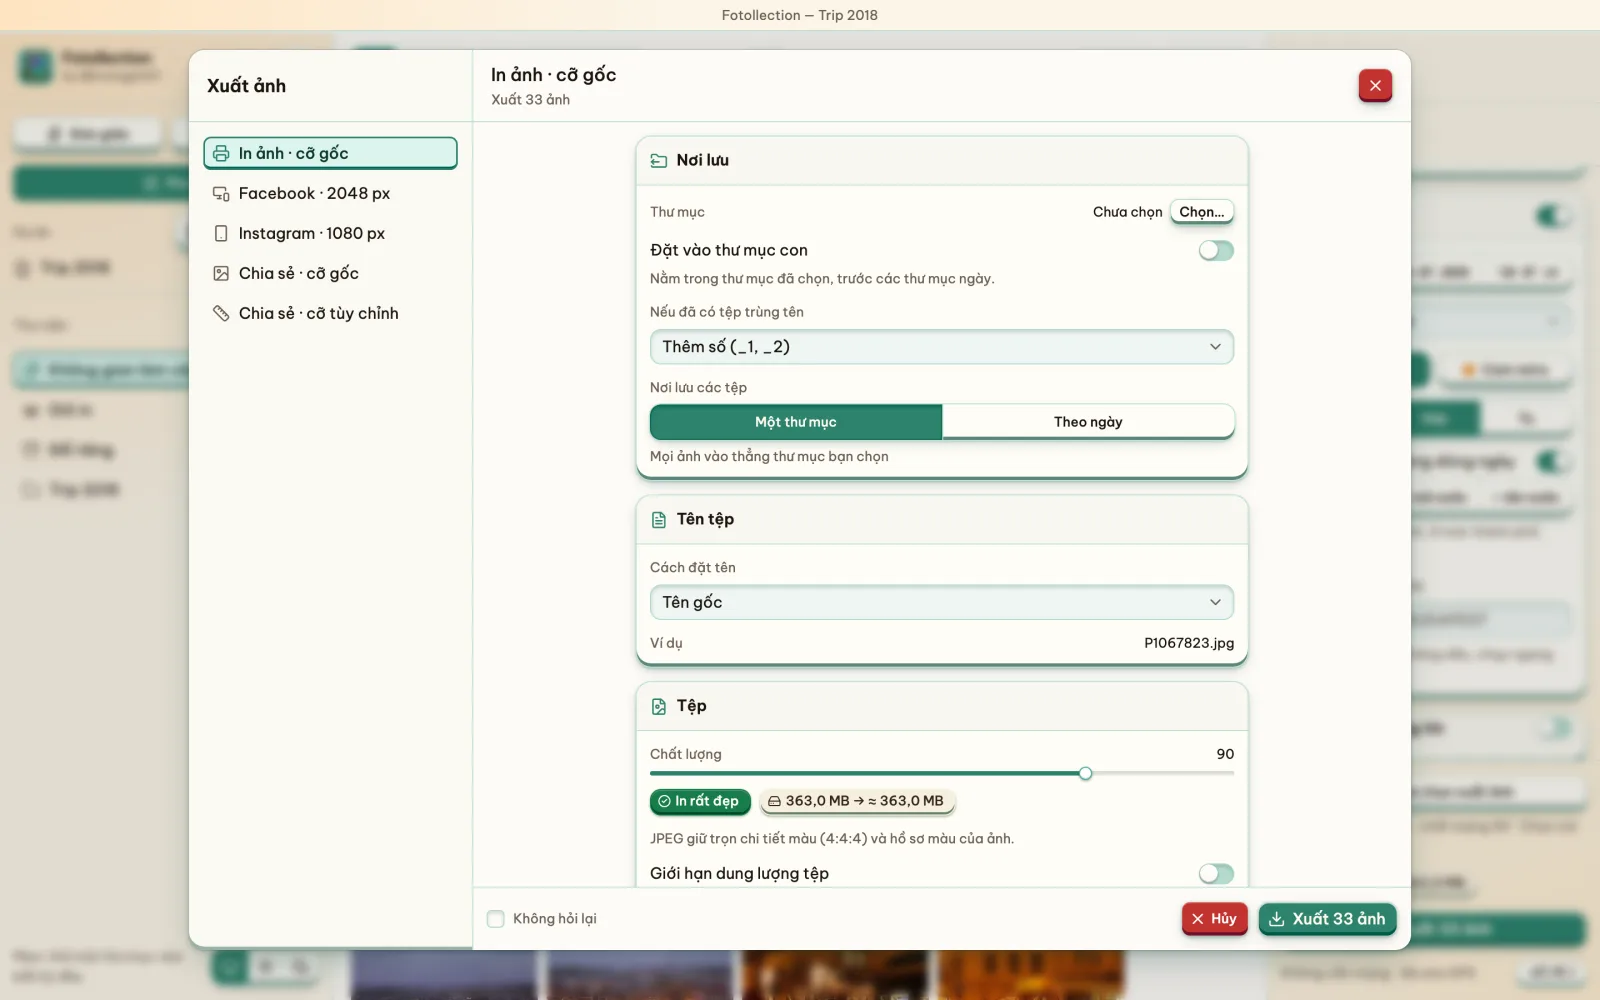 Fotollection — Trip 2018
Xuất ảnh
In ảnh · cỡ gốc
Facebook · 2048 px
Instagram · 1080 px
Chia sẻ · cỡ gốc
Chia sẻ · cỡ tùy chỉnh
In ảnh · cỡ gốc
Xuất 33 ảnh
Nơi lưu
Thư mục
Chưa chọn
Chọn...
Đặt vào thư mục con
Nằm trong thư mục đã chọn, trước các thư mục ngày.
Nếu đã có tệp trùng tên
Thêm số (_1, _2)
Nơi lưu các tệp
Một thư mục
Theo ngày
Mọi ảnh vào thẳng thư mục bạn chọn
Tên tệp
Cách đặt tên
Tên gốc
Ví dụ
P1067823.jpg
Tệp
Chất lượng
90
In rất đẹp
363,0 MB → ≈ 363,0 MB
JPEG giữ trọn chi tiết màu (4:4:4) và hồ sơ màu của ảnh.
Giới hạn dung lượng tệp
Không hỏi lại
Hủy
Xuất 33 ảnh